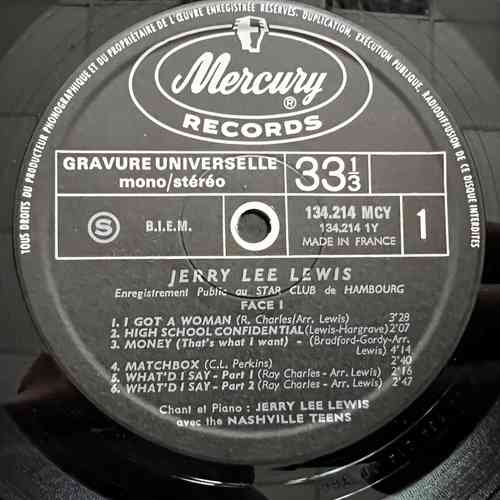 TOUS DROITS DU PRODUCTEUR PHONOGRAPHIQUE ET DU PROPRIÉTAIRE DE L'ŒUVRE ENREGISTRÉE RÉSERVÉS. DUPLICATION, EXÉCUTION PUBLIQUE, RADIODIFFUSION DE CE DISQUE INTERDITES
Mercury ®
RECORDS
GRAVURE UNIVERSELLE
mono/stéréo
33 1/3
S
B.I.E.M.
134.214 MCY
134.214 1Y
MADE IN FRANCE
1
JERRY LEE LEWIS
Enregistrement Public au STAR CLUB de HAMBOURG
FACE I
1. I GOT A WOMAN (R. Charles/Arr. Lewis) 3'28
2. HIGH SCHOOL CONFIDENTIAL (Lewis-Hargrave) 2'07
3. MONEY (That's what I want) - (Bradford-Gordy-Arr. Lewis) 4'14
4. MATCHBOX (C.L. Perkins) 2'40
5. WHAT'D I SAY - Part 1 (Ray Charles - Arr. Lewis) 2'16
6. WHAT'D I SAY - Part 2 (Ray Charles - Arr. Lewis) 2'47
Chant et Piano : JERRY LEE LEWIS
avec the NASHVILLE TEENS